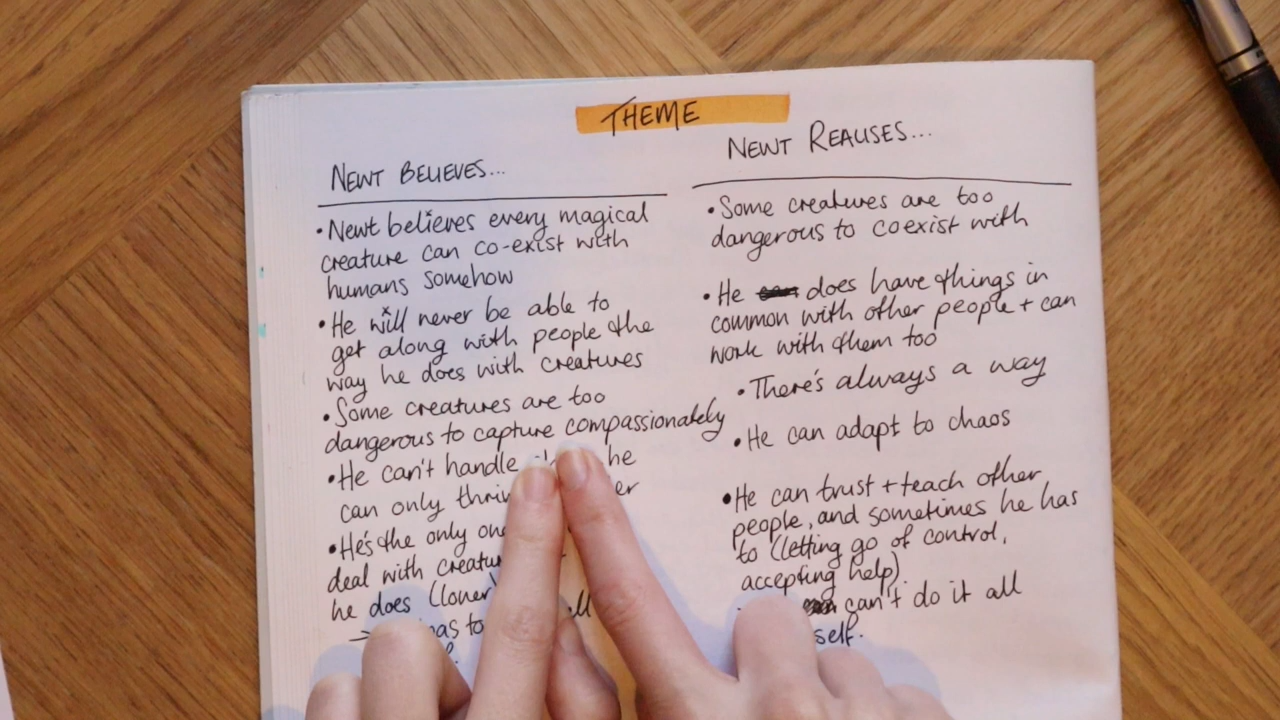 THEME
NEWT BELIEVES...
• Newt believes every magical
creature can co-exist with
humans somehow
• He will never be able to
get along with people the
way he does with creatures
• Some creatures are too
dangerous to capture compassionately
• He can't handle he
can only
• He's the only
deal with
he does (loner)
→ has to
NEWT REALISES...
• Some creatures are too
dangerous to coexist with
• He does have things in
common with other people + can
work with them too
• There's always a way
• He can adapt to chaos
• He can trust + teach other
people, and sometimes he has
to (letting go of control,
accepting help)
can't do it all